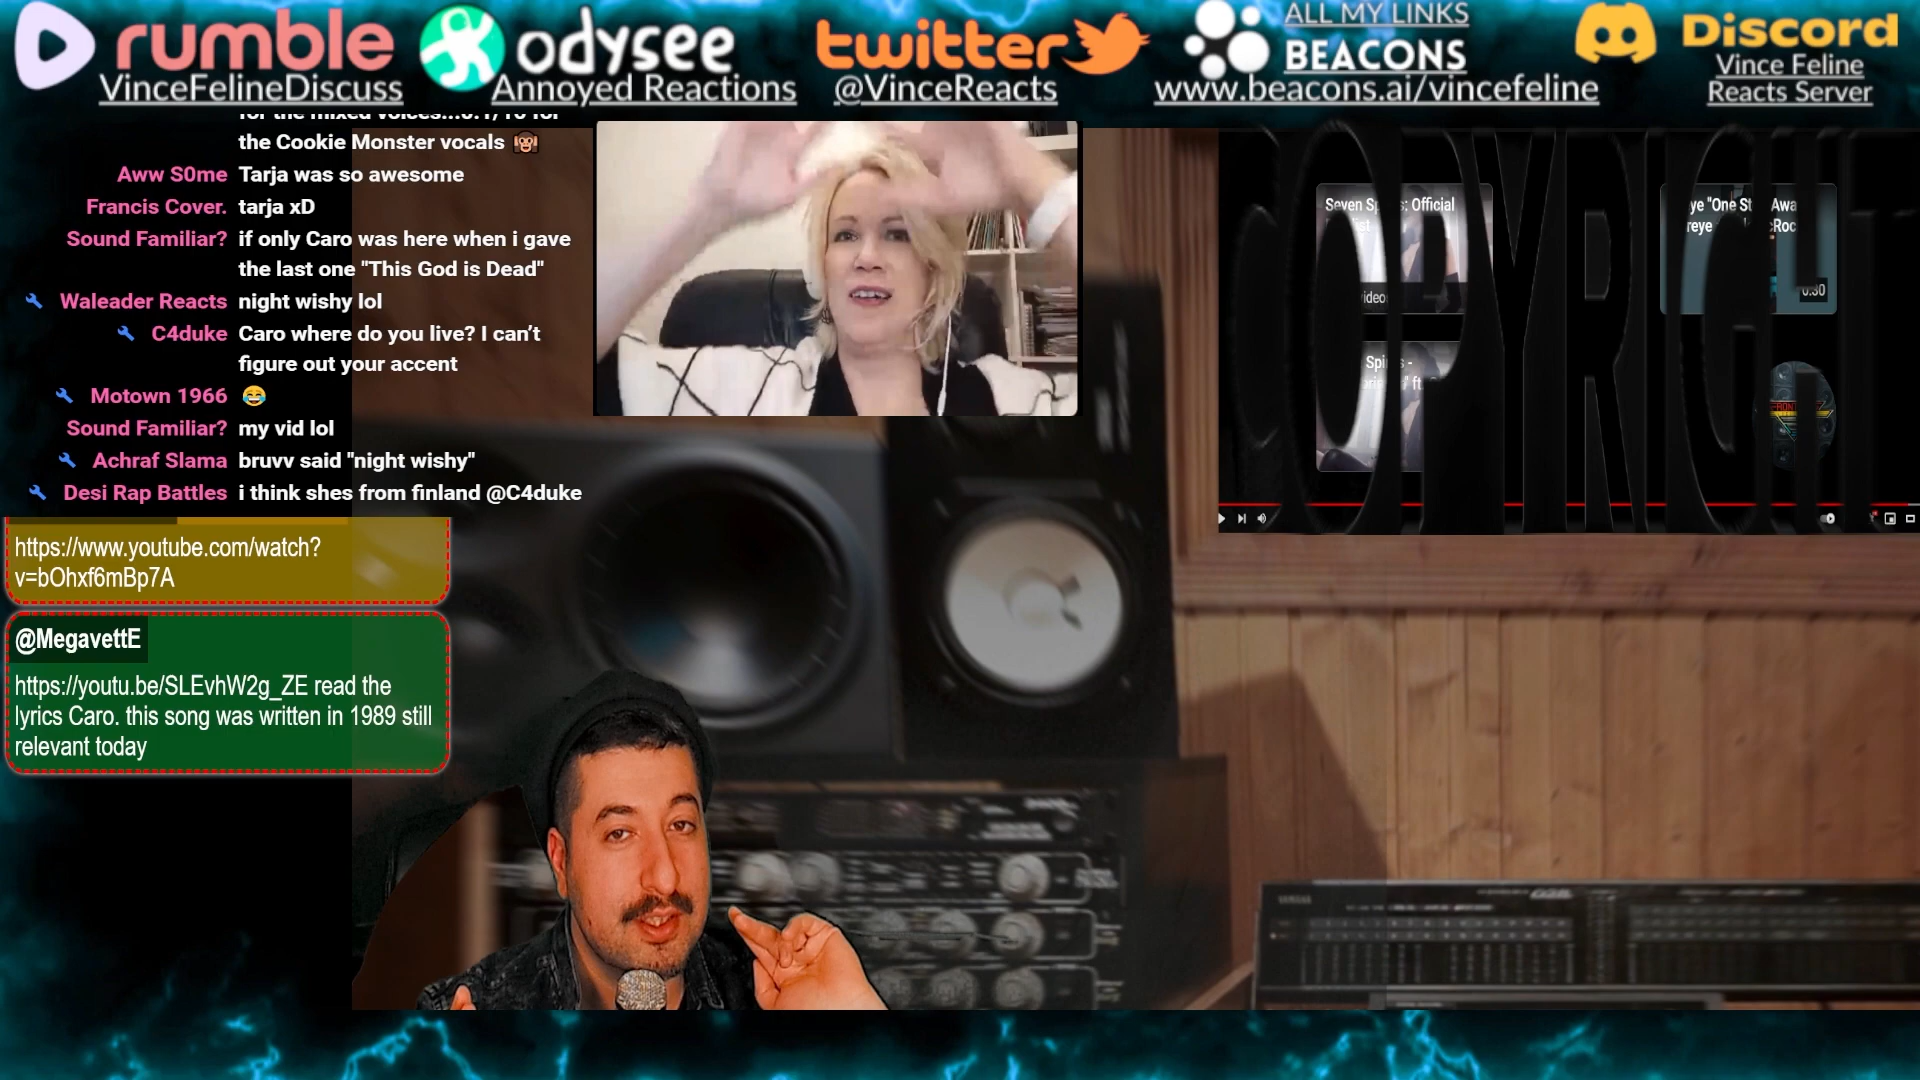 rumble
VinceFelineDiscuss
odysee
Annoyed Reactions
twitter
@VinceReacts
ALL MY LINKS
BEACONS
www.beacons.ai/vincefeline
Discord
Vince Feline
Reacts Server
the Cookie Monster vocals 🙉
Aww S0me Tarja was so awesome
Francis Cover. tarja xD
Sound Familiar? if only Caro was here when i gave
the last one "This God is Dead"
Waleader Reacts night wishy lol
C4duke Caro where do you live? I can't
figure out your accent
Motown 1966 😂
Sound Familiar? my vid lol
Achraf Slama bruvv said "night wishy"
Desi Rap Battles i think shes from finland @C4duke
https://www.youtube.com/watch?
v=bOhxf6mBp7A
@MegavettE
https://youtu.be/SLEvhW2g_ZE read the
lyrics Caro. this song was written in 1989 still
relevant today
COPYRIGHT
Seven Official
YAMAHA